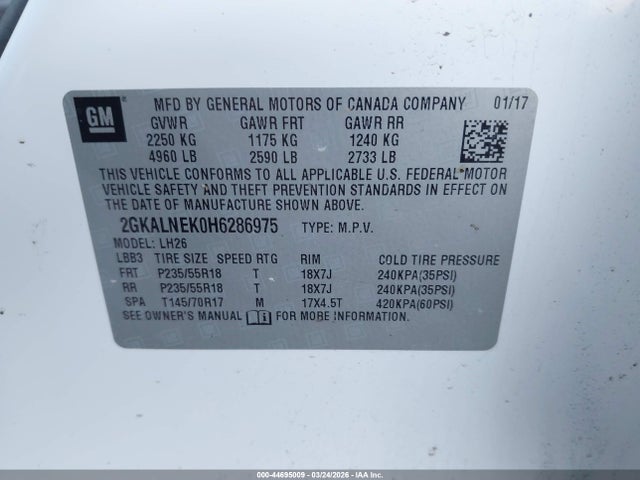 GM
MFD BY GENERAL MOTORS OF CANADA COMPANY 01/17
GVWR GAWR FRT GAWR RR
2250 KG 1175 KG 1240 KG
4960 LB 2590 LB 2733 LB
THIS VEHICLE CONFORMS TO ALL APPLICABLE U.S. FEDERAL MOTOR
VEHICLE SAFETY AND THEFT PREVENTION STANDARDS IN EFFECT ON
THE DATE OF MANUFACTURE SHOWN ABOVE.
2GKALNEK0H6286975 TYPE: M.P.V.
MODEL: LH26
LBB3 TIRE SIZE SPEED RTG RIM COLD TIRE PRESSURE
FRT P235/55R18 T 18X7J 240KPA(35PSI)
RR P235/55R18 T 18X7J 240KPA(35PSI)
SPA T145/70R17 M 17X4.5T 420KPA(60PSI)
SEE OWNER'S MANUAL FOR MORE INFORMATION.
000-44695009 - 03/24/2026 - IAAI.COM